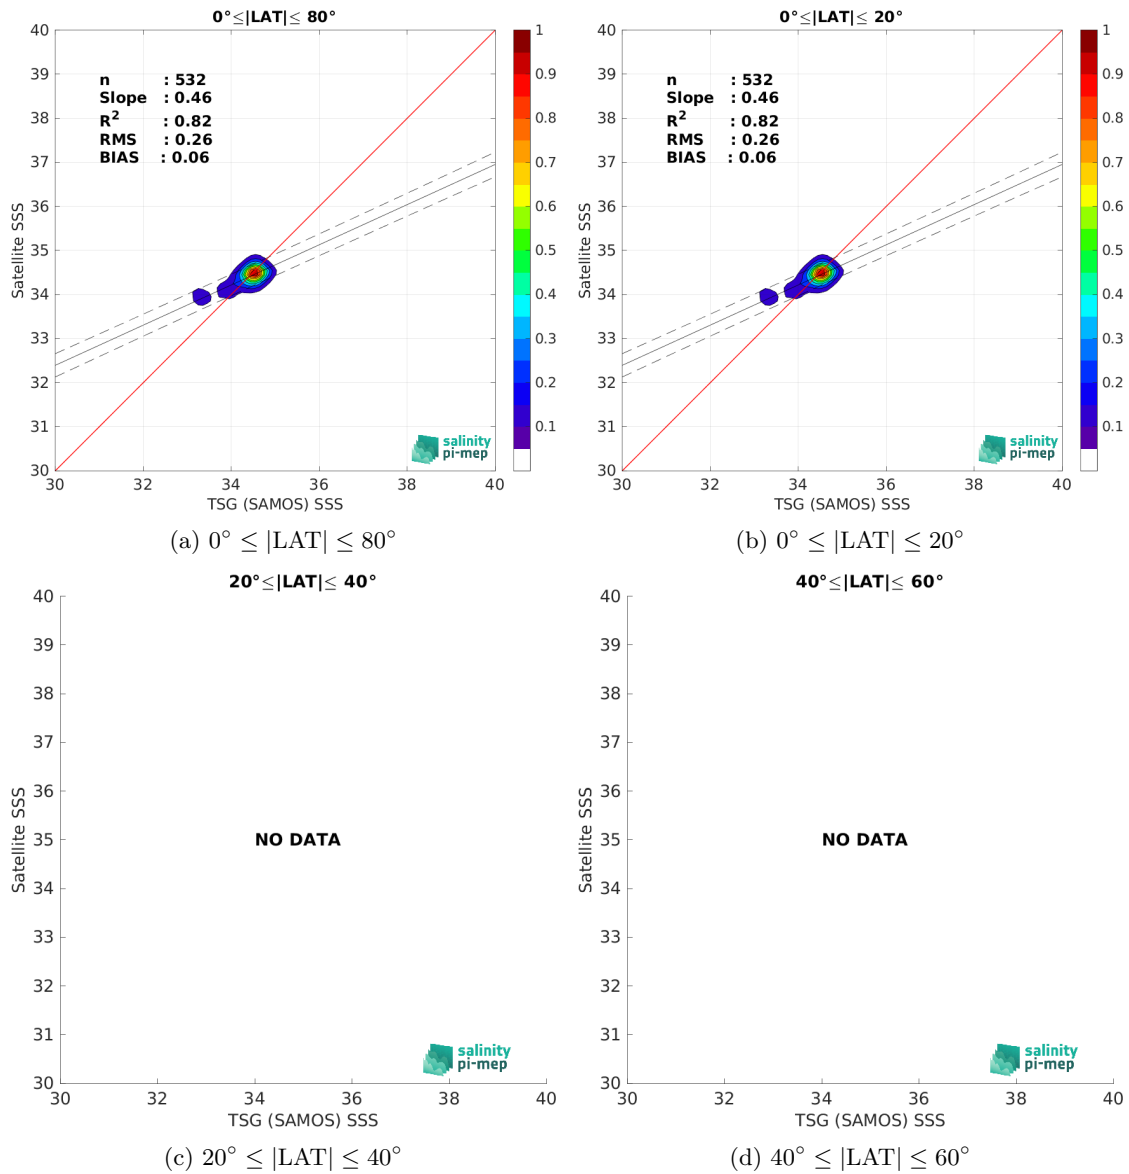 0°≤|LAT|≤ 80°
40
39
38
37
36
35
34
33
32
31
30
Satellite SSS
n : 532
Slope : 0.46
R² : 0.82
RMS : 0.26
BIAS : 0.06
1
0.9
0.8
0.7
0.6
0.5
0.4
0.3
0.2
0.1
salinity
pi-mep
30 32 34 36 38 40
TSG (SAMOS) SSS
(a) 0° ≤ |LAT| ≤ 80°
0°≤|LAT|≤ 20°
40
39
38
37
36
35
34
33
32
31
30
Satellite SSS
n : 532
Slope : 0.46
R² : 0.82
RMS : 0.26
BIAS : 0.06
1
0.9
0.8
0.7
0.6
0.5
0.4
0.3
0.2
0.1
salinity
pi-mep
30 32 34 36 38 40
TSG (SAMOS) SSS
(b) 0° ≤ |LAT| ≤ 20°
20°≤|LAT|≤ 40°
40
39
38
37
36
35
34
33
32
31
30
Satellite SSS
NO DATA
salinity
pi-mep
30 32 34 36 38 40
TSG (SAMOS) SSS
(c) 20° ≤ |LAT| ≤ 40°
40°≤|LAT|≤ 60°
40
39
38
37
36
35
34
33
32
31
30
Satellite SSS
NO DATA
salinity
pi-mep
30 32 34 36 38 40
TSG (SAMOS) SSS
(d) 40° ≤ |LAT| ≤ 60°